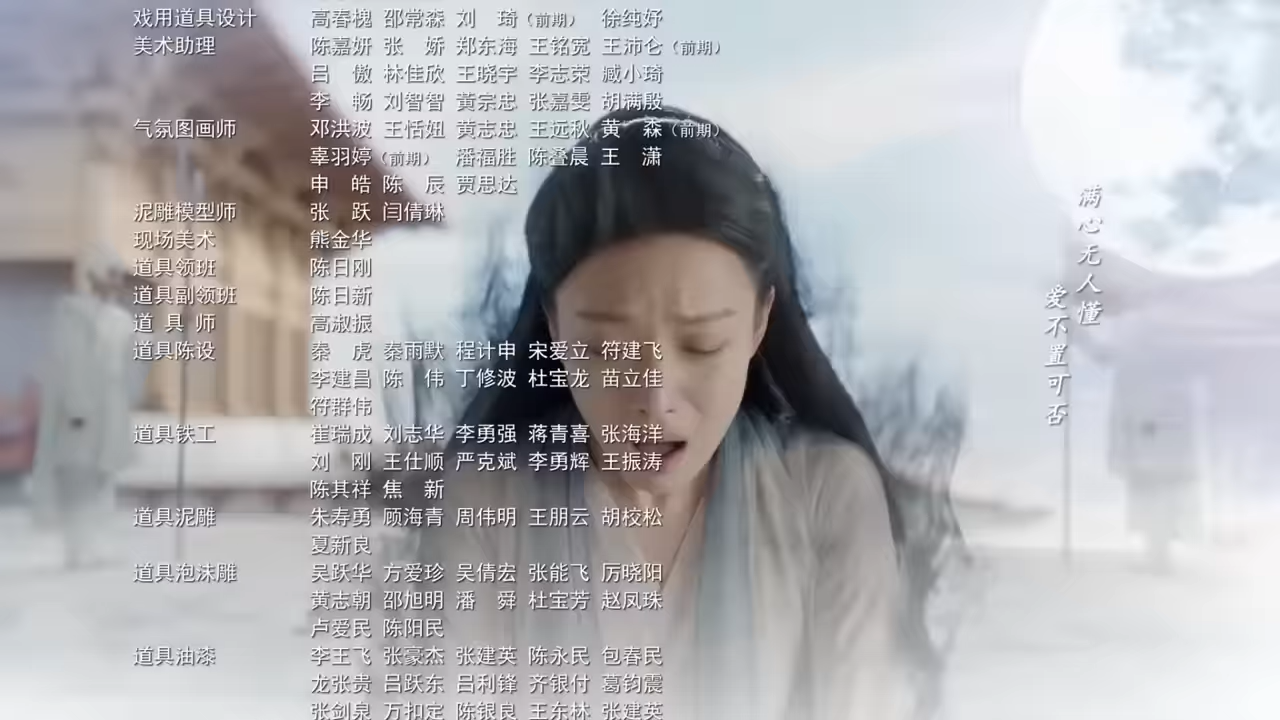 戏用道具设计 高春槐 邵常森 刘 琦（前期） 徐纯妤
美术助理 陈嘉妍 张 娇 郑东海 王铭宽 王沛仑（前期）
吕 傲 林佳欣 王晓宇 李志荣 臧小琦
李 畅 刘智智 黄宗忠 张嘉雯 胡满殷
气氛图画师 邓洪波 王恬妞 黄志忠 王远秋 黄 森（前期）
辜羽婷（前期） 潘福胜 陈叠晨 王 潇
申 皓 陈 辰 贾思达
泥雕模型师 张 跃 闫倩琳
现场美术 熊金华
道具领班 陈日刚
道具副领班 陈日新
道 具 师 高淑振
道具陈设 秦 虎 秦雨默 程计申 宋爱立 符建飞
李建昌 陈 伟 丁修波 杜宝龙 苗立佳
符群伟
道具铁工 崔瑞成 刘志华 李勇强 蒋青喜 张海洋
刘 刚 王仕顺 严克斌 李勇辉 王振涛
陈其祥 焦 新
道具泥雕 朱寿勇 顾海青 周伟明 王朋云 胡校松
夏新良
道具泡沫雕 吴跃华 方爱珍 吴倩宏 张能飞 厉晓阳
黄志朝 邵旭明 潘 舜 杜宝芳 赵凤珠
卢爱民 陈阳民
道具油漆 李王飞 张豪杰 张建英 陈永民 包春民
龙张贵 吕跃东 吕利锋 齐银付 葛钧震
张剑泉 万扣定 陈银良 王东林 张建英
满心无人懂
爱不置可否